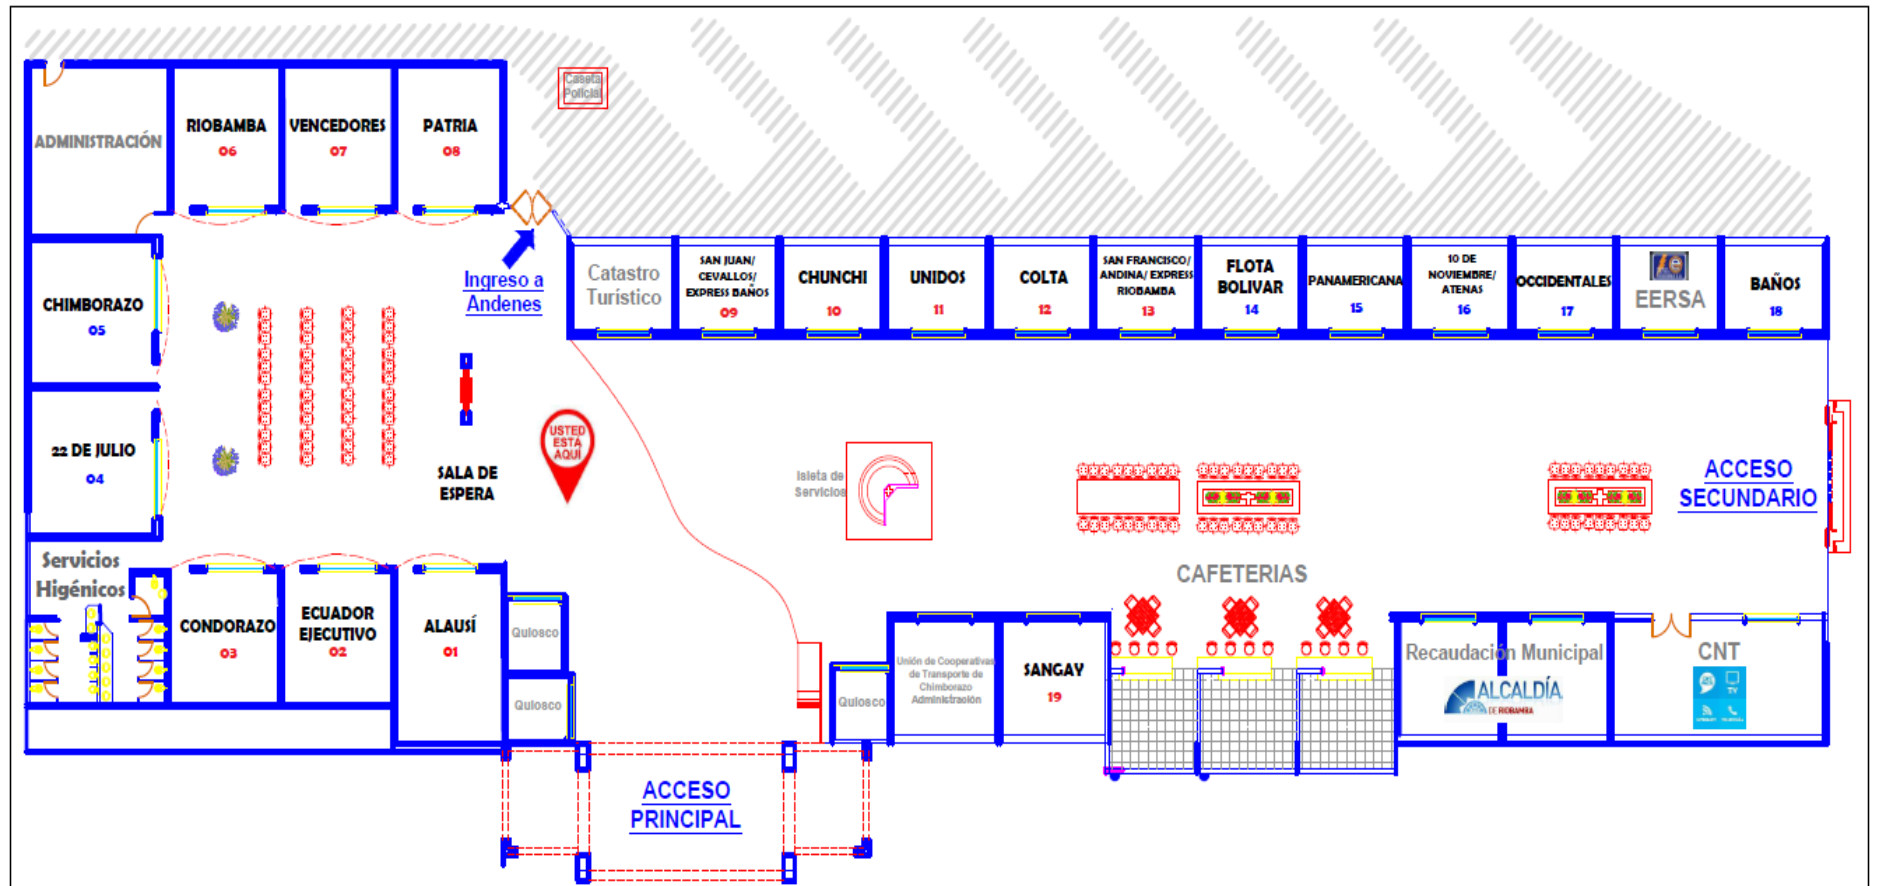 Caseta
Policial
ADMINISTRACIÓN
RIOBAMBA
06
VENCEDORES
07
PATRIA
08
Ingreso a
Andenes
CHIMBORAZO
05
22 DE JULIO
04
Servicios
Higénicos
CONDORAZO
03
ECUADOR
EJECUTIVO
02
ALAUSÍ
01
Quiosco
Quiosco
SALA DE
ESPERA
USTED
ESTÁ
AQUÍ
Catastro
Turístico
SAN JUAN/
CEVALLOS/
EXPRESS BAÑOS
09
CHUNCHI
10
UNIDOS
11
COLTA
12
SAN FRANCISCO/
ANDINA/ EXPRESS
RIOBAMBA
13
FLOTA
BOLIVAR
14
PANAMERICANA
15
10 DE
NOVIEMBRE/
ATENAS
16
OCCIDENTALES
17
EERSA
BAÑOS
18
Isleta de
Servicios
ACCESO
SECUNDARIO
CAFETERIAS
Quiosco
Unión de Cooperativas
de Transporte de
Chimborazo
Administración
SANGAY
19
Recaudación Municipal
ALCALDÍA
DE RIOBAMBA
CNT
TV
ACCESO
PRINCIPAL